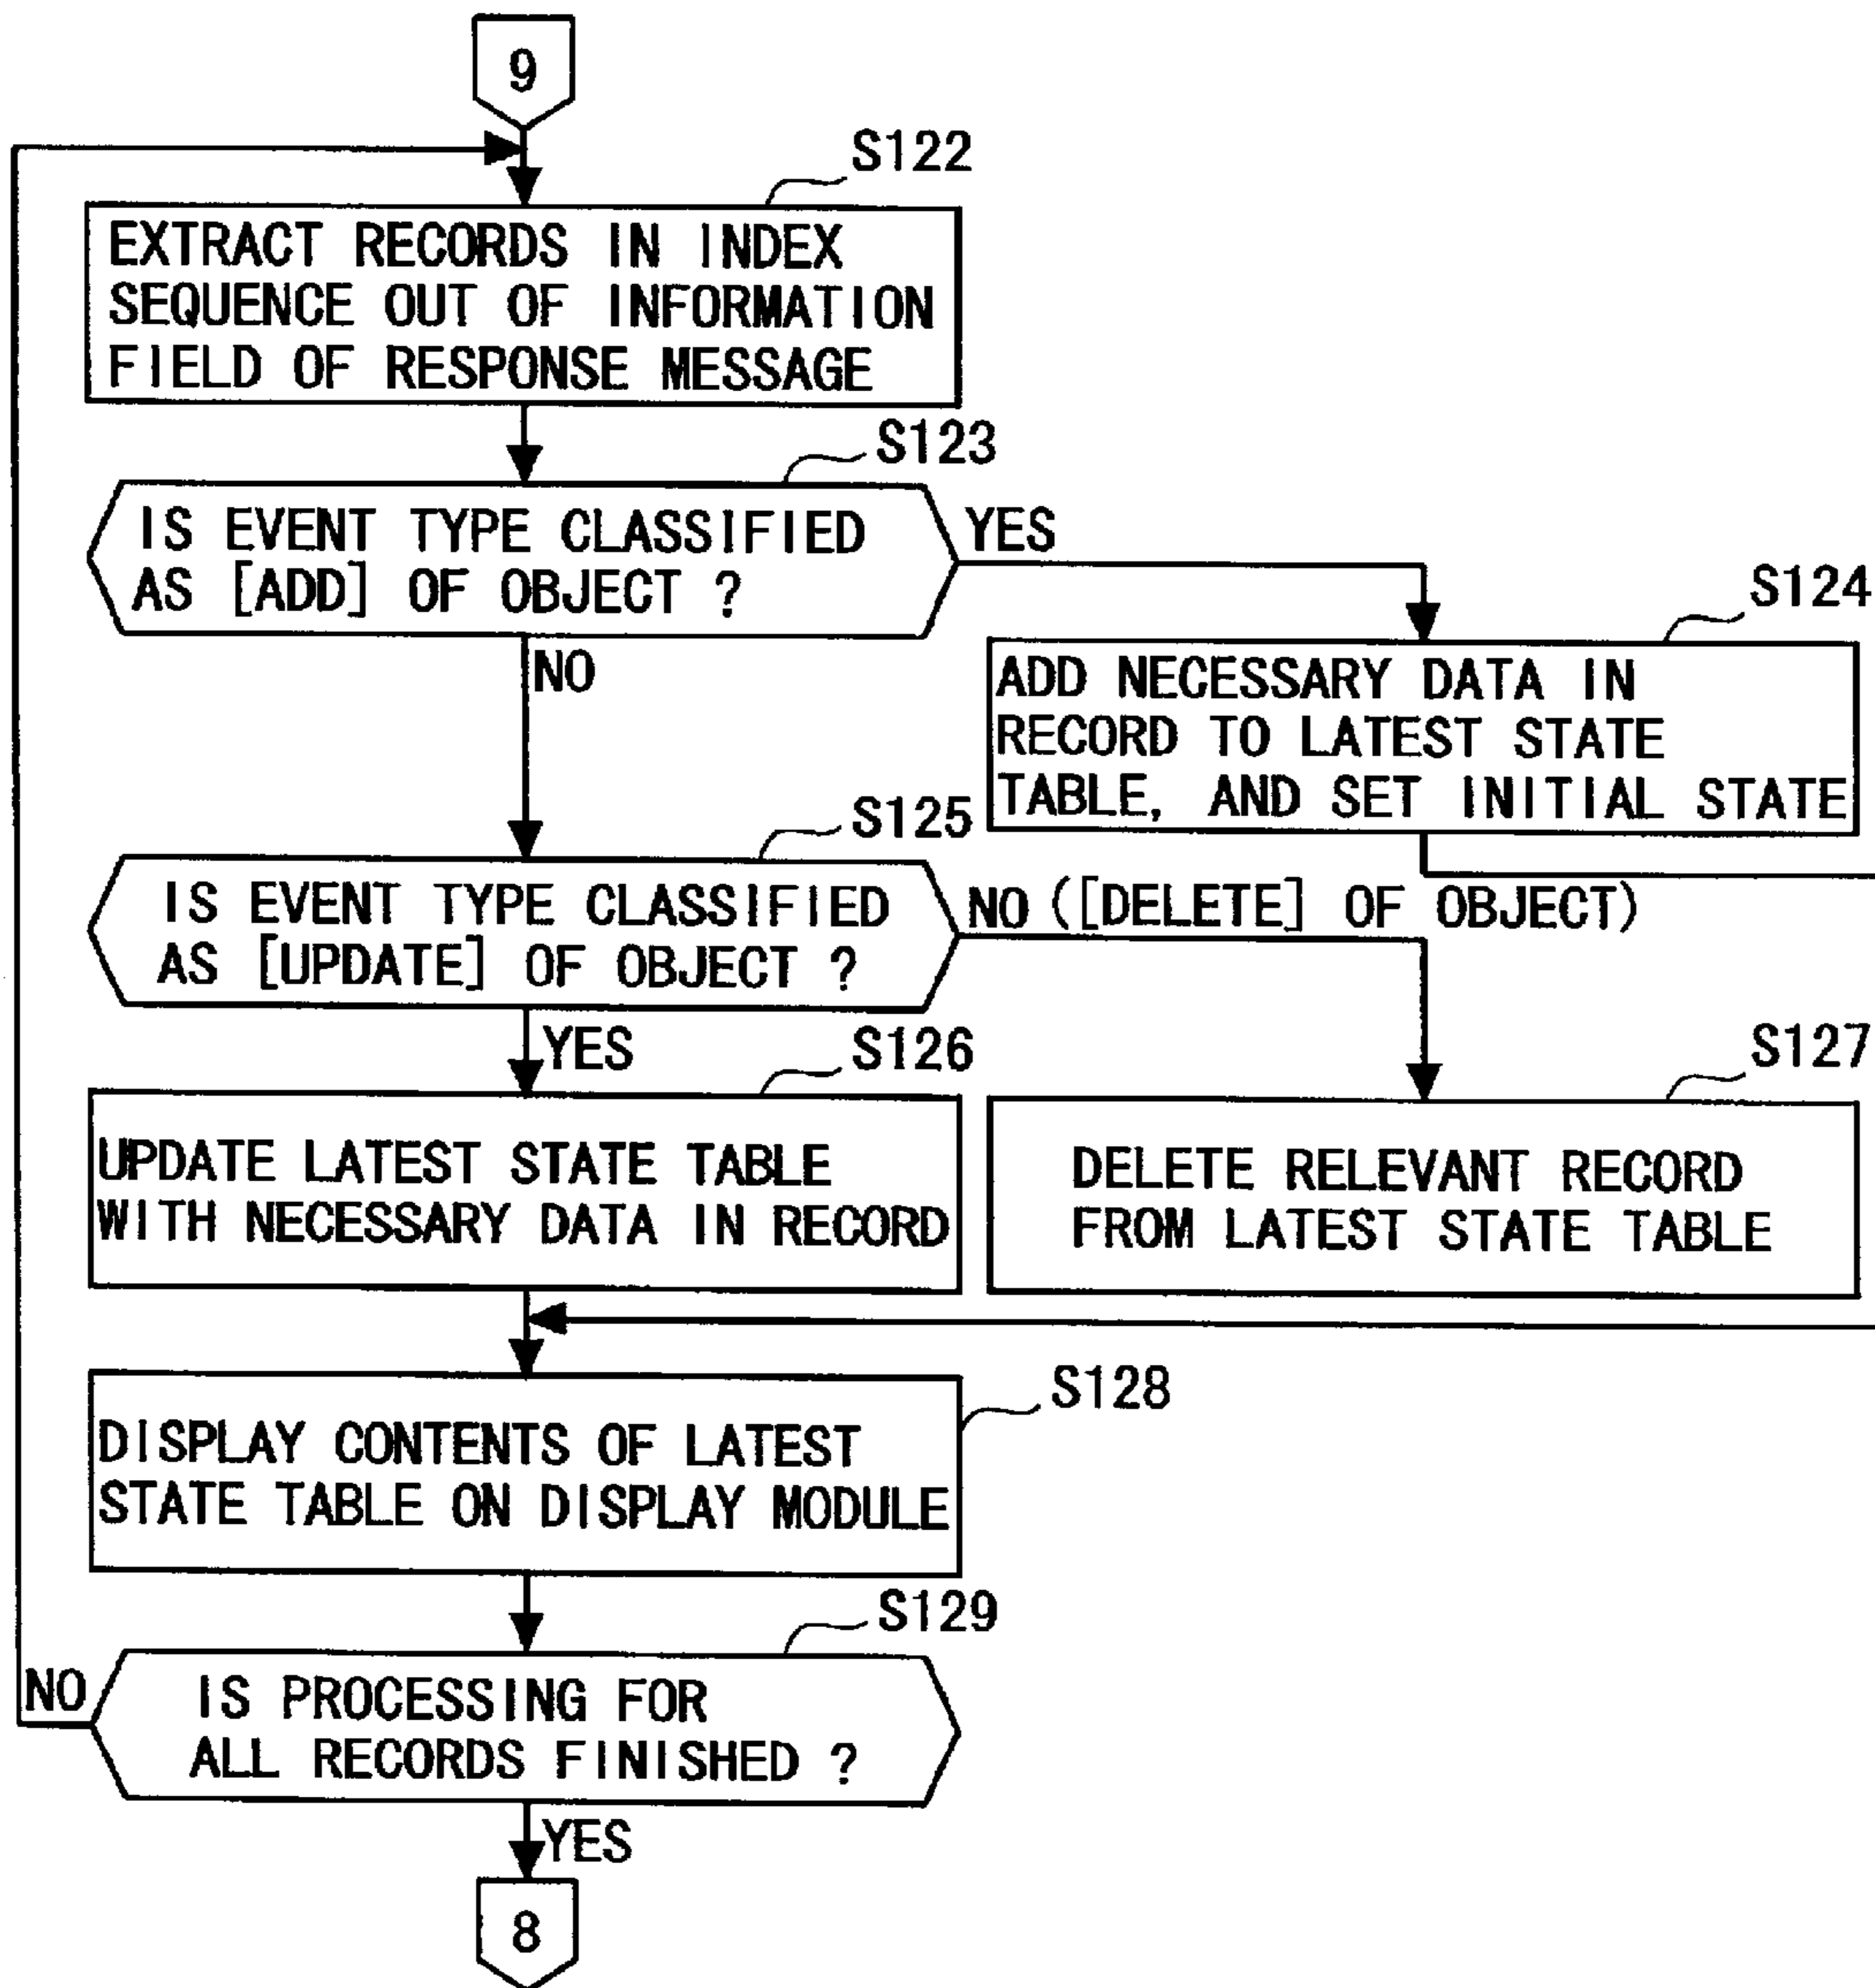 9
S122
EXTRACT RECORDS IN INDEX
SEQUENCE OUT OF INFORMATION
FIELD OF RESPONSE MESSAGE
S123
IS EVENT TYPE CLASSIFIED
AS [ADD] OF OBJECT ?
YES
NO
S124
ADD NECESSARY DATA IN
RECORD TO LATEST STATE
TABLE, AND SET INITIAL STATE
S125
IS EVENT TYPE CLASSIFIED
AS [UPDATE] OF OBJECT ?
NO ([DELETE] OF OBJECT)
YES
S126
UPDATE LATEST STATE TABLE
WITH NECESSARY DATA IN RECORD
S127
DELETE RELEVANT RECORD
FROM LATEST STATE TABLE
S128
DISPLAY CONTENTS OF LATEST
STATE TABLE ON DISPLAY MODULE
S129
NO
IS PROCESSING FOR
ALL RECORDS FINISHED ?
YES
8